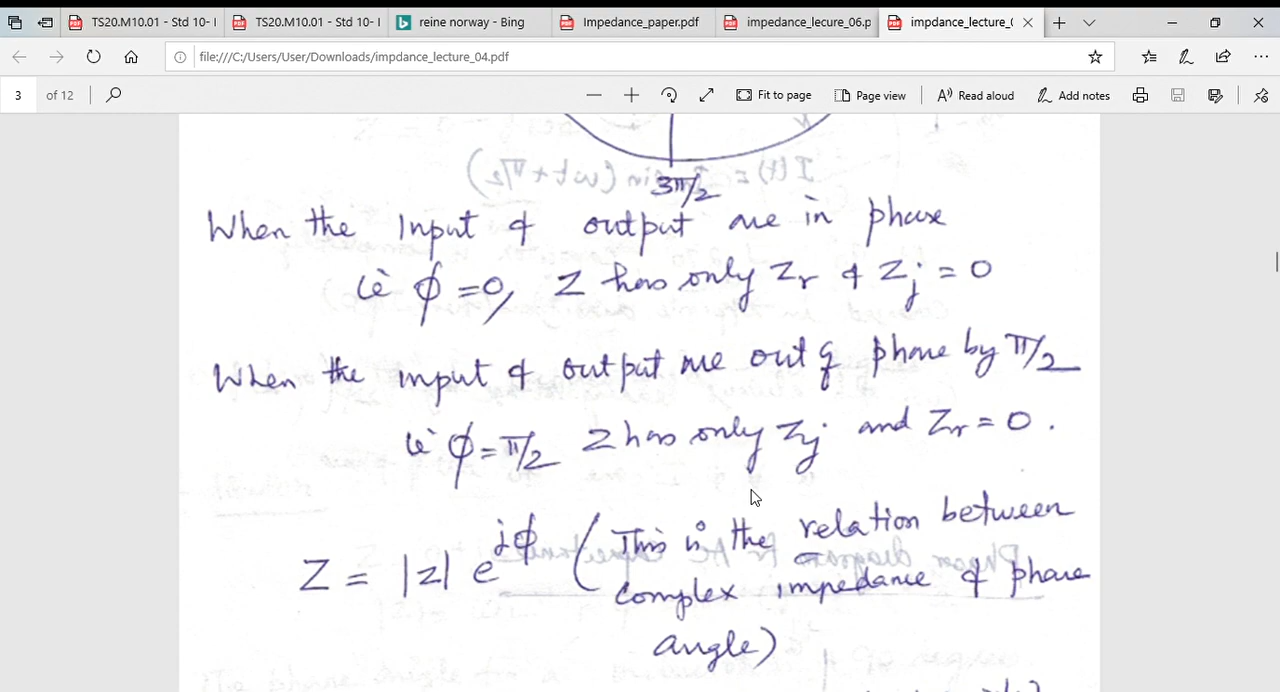 TS20.M10.01 - Std 10- I
TS20.M10.01 - Std 10- I
reine norway - Bing
Impedance_paper.pdf
impedance_lecure_06.p
impdance_lecture_0
file:///C:/Users/User/Downloads/impdance_lecture_04.pdf
3 of 12
Fit to page
Page view
Read aloud
Add notes
I(t) = sin(ωt + π/2)
3π/2
When the Input & output are in phase
ie φ = 0, Z has only Zr & Zj = 0
When the input & output are out of phase by π/2
ie φ = π/2 Z has only Zj and Zr = 0.
Z = |z| e^jφ (This is the relation between
complex impedance & phase
angle)